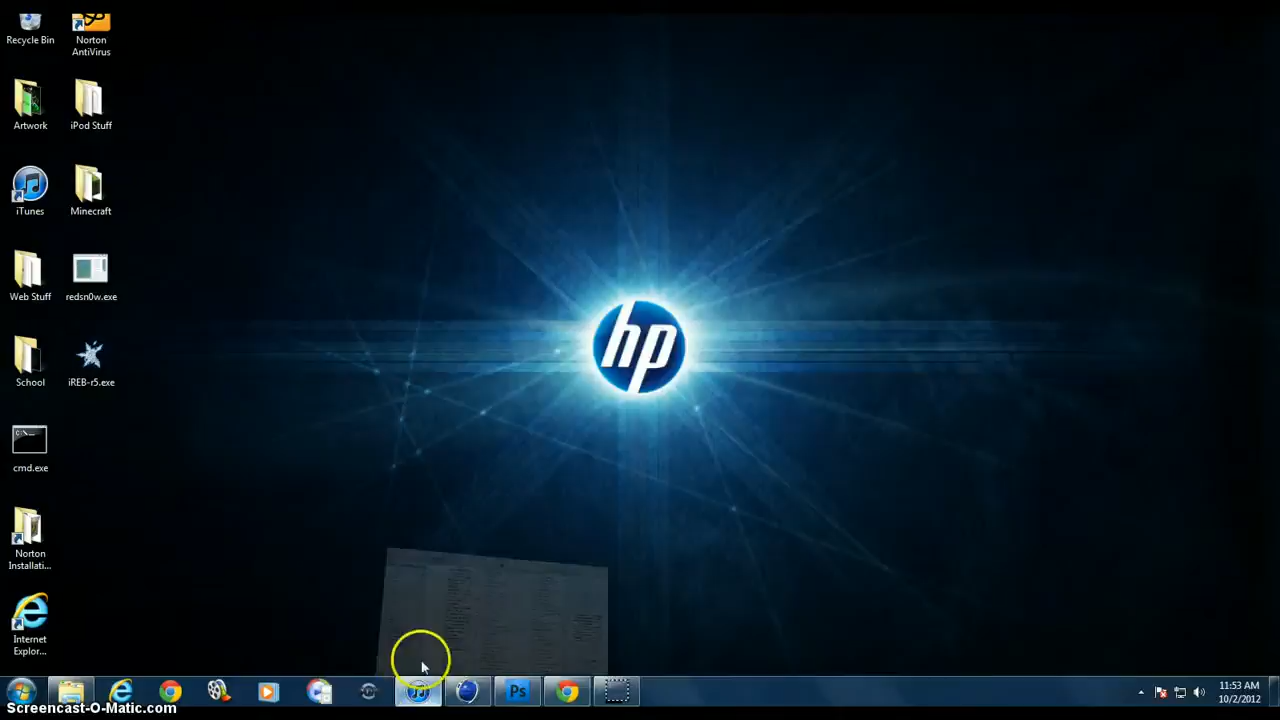 Recycle Bin
Norton
AntiVirus
Artwork
iPod Stuff
iTunes
Minecraft
Web Stuff
redsn0w.exe
School
iREB-r5.exe
cmd.exe
Norton
Installati...
Internet
Explor...
hp
C:\
Ps
11:53 AM
10/2/2012
Screencast-O-Matic.com